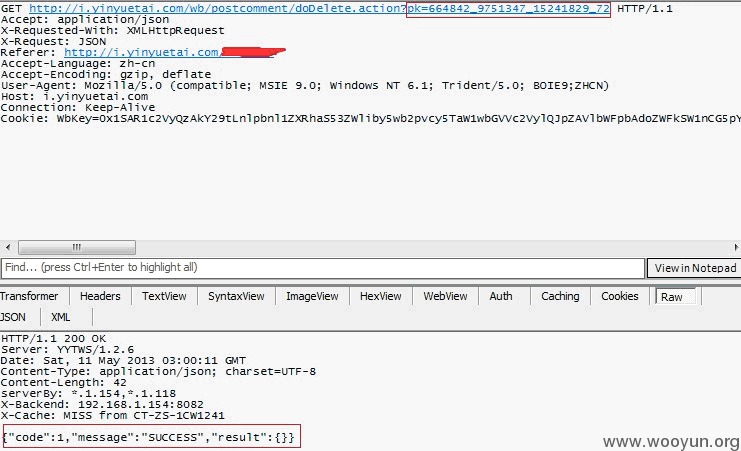 GET http://i.yinyuetai.com/wb/postcomment/doDelete.action?pk=664842_9751347_15241829_72 HTTP/1.1
Accept: application/json
X-Requested-With: XMLHttpRequest
X-Request: JSON
Referer: http://i.yinyuetai.com/
Accept-Language: zh-cn
Accept-Encoding: gzip, deflate
User-Agent: Mozilla/5.0 (compatible; MSIE 9.0; Windows NT 6.1; Trident/5.0; BOIE9;ZHCN)
Host: i.yinyuetai.com
Connection: Keep-Alive
Cookie: WbKey=0x1SAR1c2VyQzAkY29tLnlpbnl1ZXRhaS53ZWliby5wb2pvcy5TaW1wbGVVc2VylQJpZAVlbWFpbAdoZWFkSW1nCG5pY
Find... (press Ctrl+Enter to highlight all) View in Notepad
Transformer Headers TextView SyntaxView ImageView HexView WebView Auth Caching Cookies Raw
JSON XML
HTTP/1.1 200 OK
Server: YYTWS/1.2.6
Date: Sat, 11 May 2013 03:00:11 GMT
Content-Type: application/json; charset=UTF-8
Content-Length: 42
serverBy: *.1.154,*.1.118
X-Backend: 192.168.1.154:8082
X-Cache: MISS from CT-ZS-1CW1241
{"code":1,"message":"SUCCESS","result":{}}
www.wooyun.org